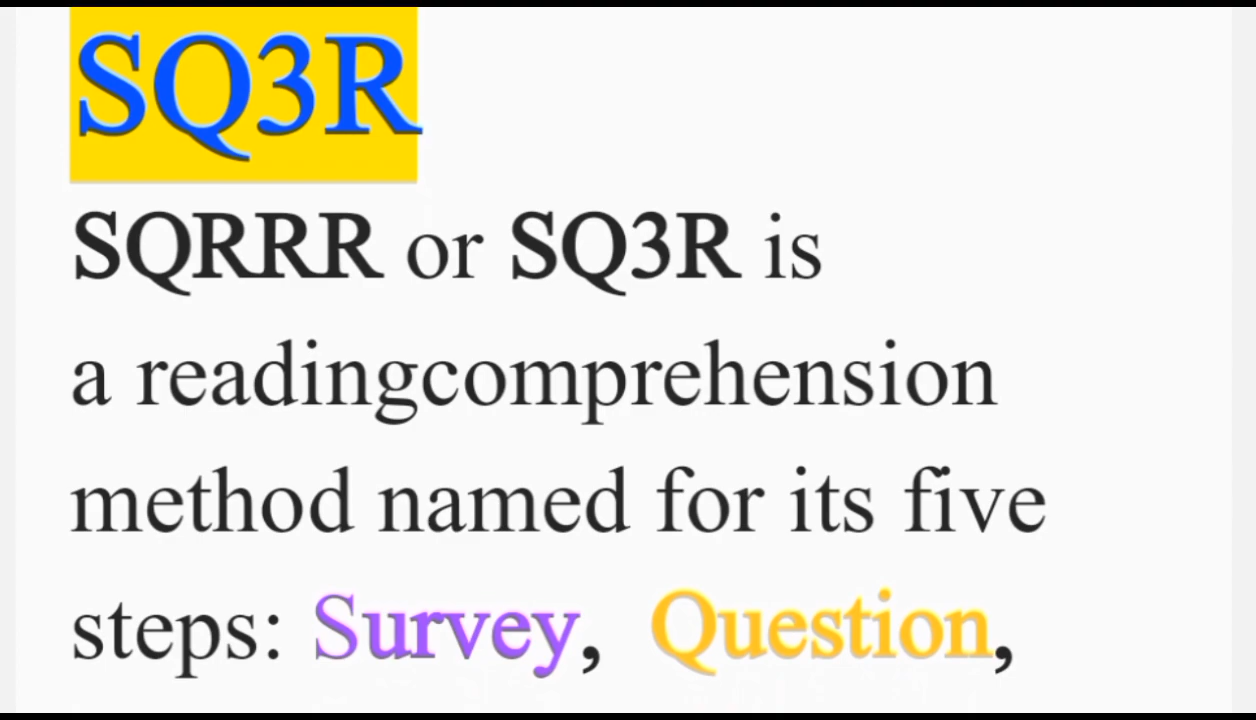 SQ3R
SQRRR or SQ3R is
a readingcomprehension
method named for its five
steps: Survey, Question,